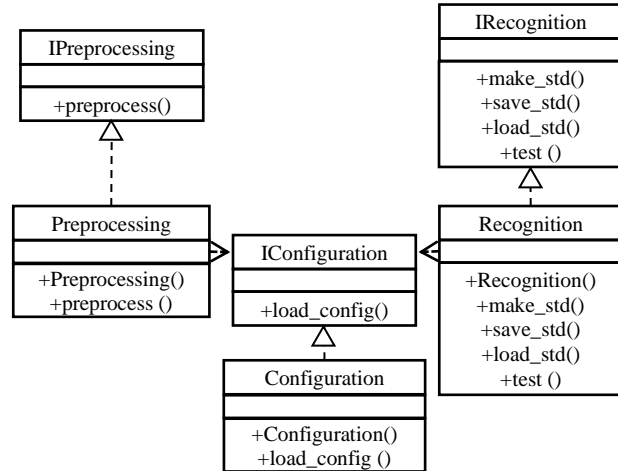 IPreprocessing
+preprocess()
IRecognition
+make_std()
+save_std()
+load_std()
+test ()
Preprocessing
+Preprocessing()
+preprocess ()
IConfiguration
+load_config()
Recognition
+Recognition()
+make_std()
+save_std()
+load_std()
+test ()
Configuration
+Configuration()
+load_config ()